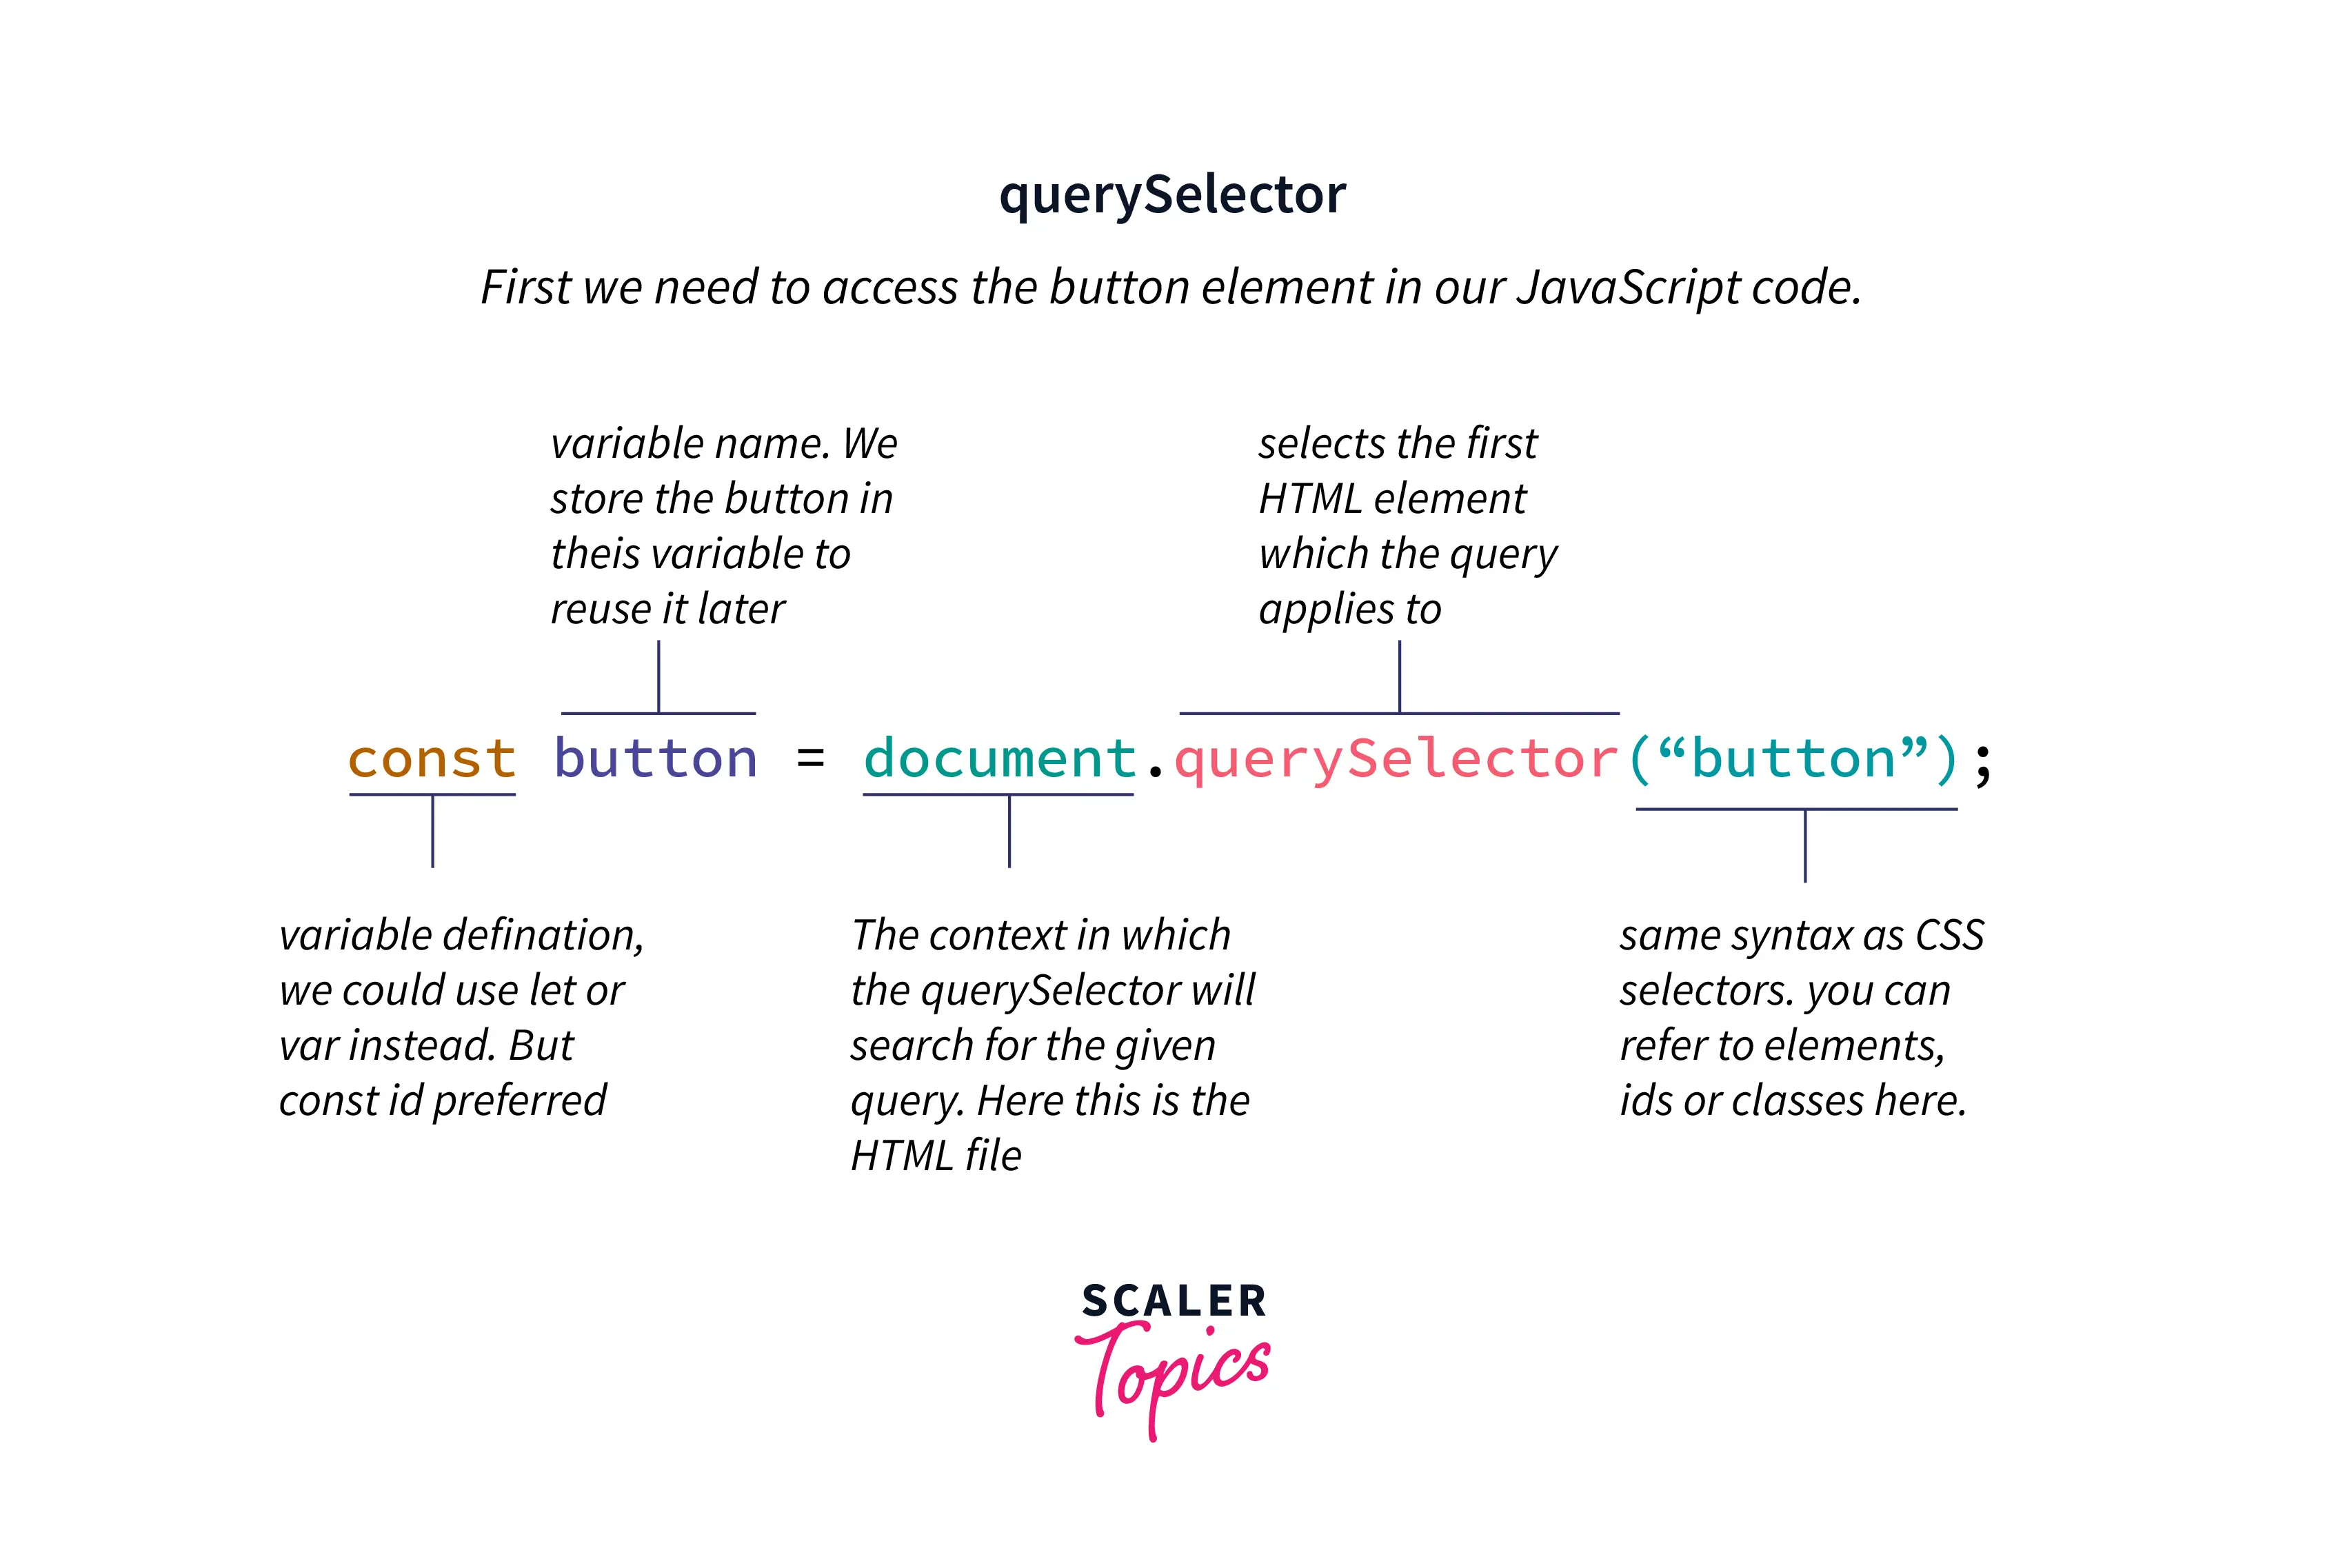 querySelector
First we need to access the button element in our JavaScript code.
variable name. We
store the button in
theis variable to
reuse it later
selects the first
HTML element
which the query
applies to
const button = document.querySelector(“button”);
variable defination,
we could use let or
var instead. But
const id preferred
The context in which
the querySelector will
search for the given
query. Here this is the
HTML file
same syntax as CSS
selectors. you can
refer to elements,
ids or classes here.
SCALER
Topics